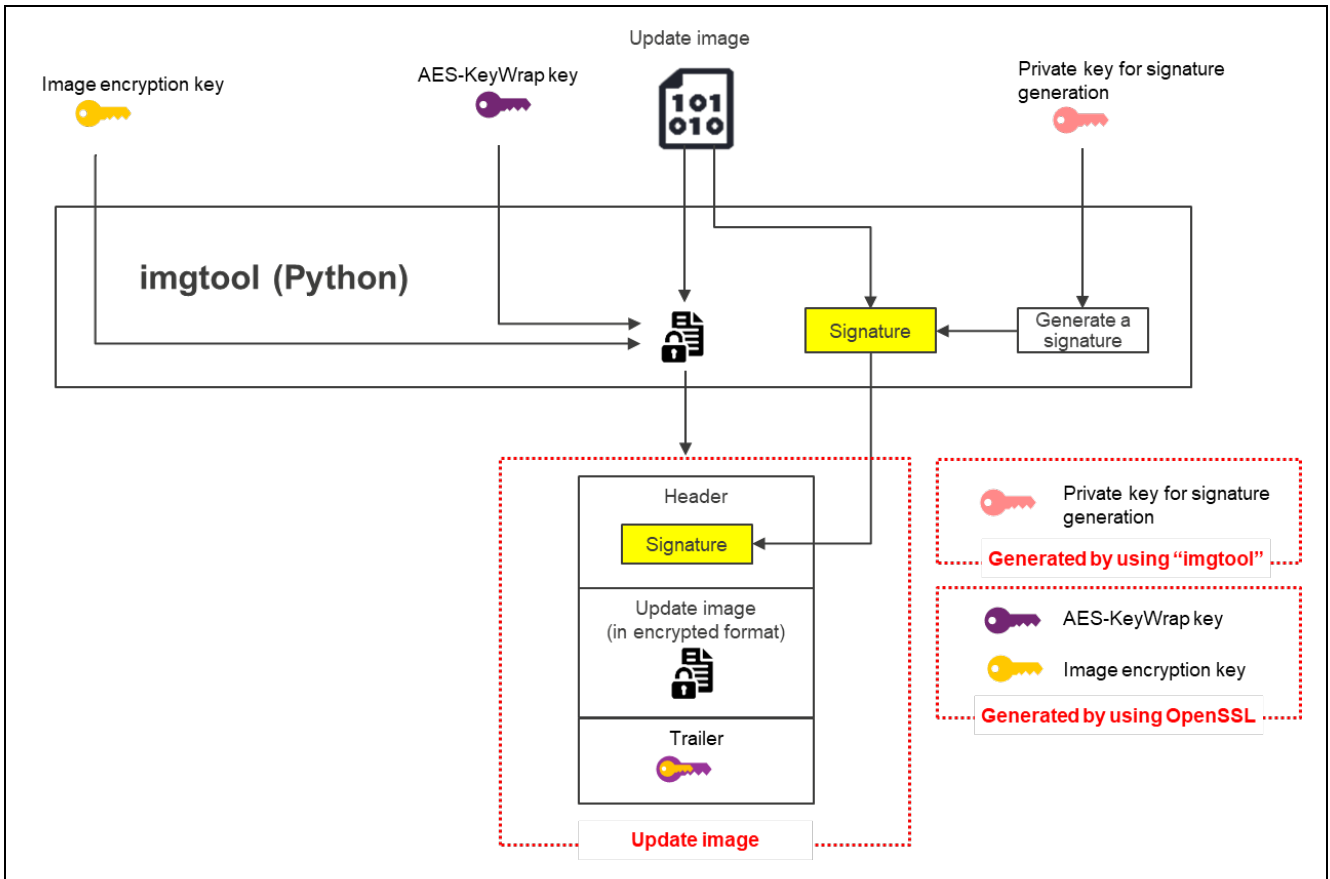 Update image
Image encryption key
AES-KeyWrap key
Private key for signature
generation
101
010
imgtool (Python)
Signature
Generate a
signature
Header
Signature
Update image
(in encrypted format)
Trailer
Update image
Private key for signature
generation
Generated by using “imgtool”
AES-KeyWrap key
Image encryption key
Generated by using OpenSSL